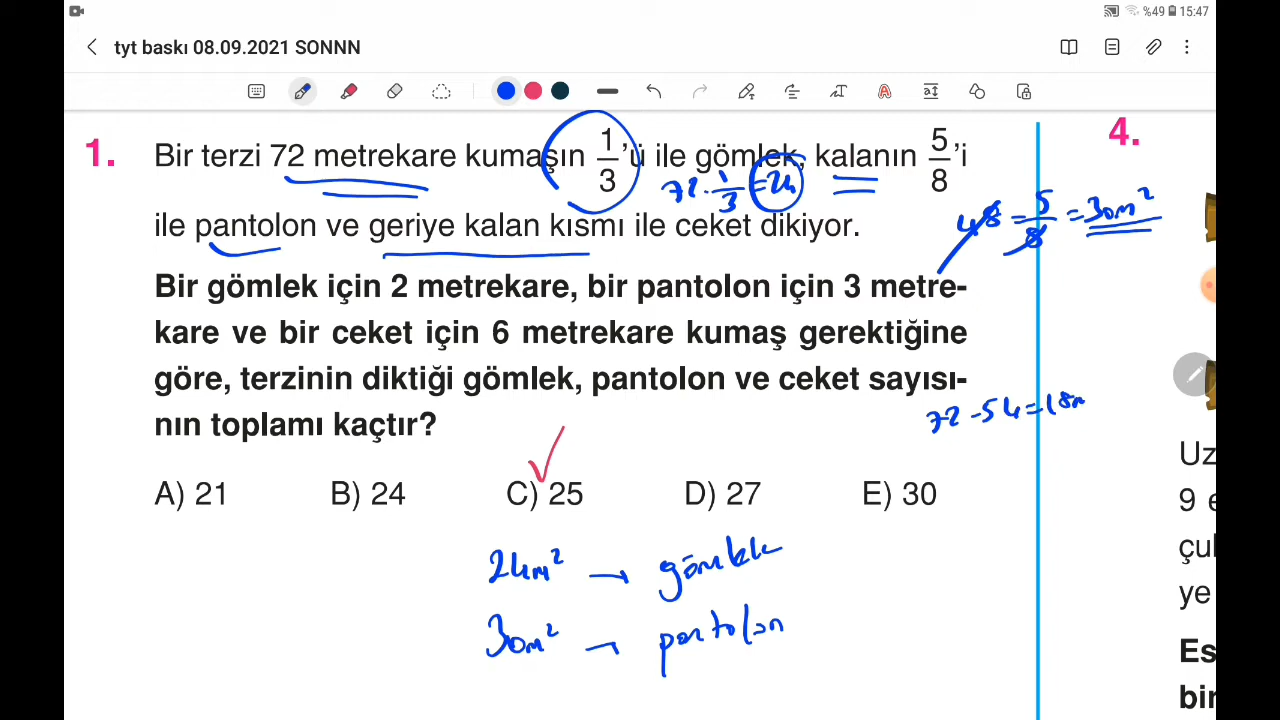 %49 15:47
tyt baskı 08.09.2021 SONNN
1. Bir terzi 72 metrekare kumaşın 1/3'ü ile gömlek, kalanın 5/8'i
72 · 1/3 = 24
ile pantolon ve geriye kalan kısmı ile ceket dikiyor.
48 = 5/8 = 30m²
Bir gömlek için 2 metrekare, bir pantolon için 3 metre-
kare ve bir ceket için 6 metrekare kumaş gerektiğine
göre, terzinin diktiği gömlek, pantolon ve ceket sayısı-
nın toplamı kaçtır?
72 - 54 = 18m
A) 21 B) 24 C) 25 D) 27 E) 30
24m² → gömlek
30m² → pantolon
4.
Uz
9 e
çul
ye
Es
bir